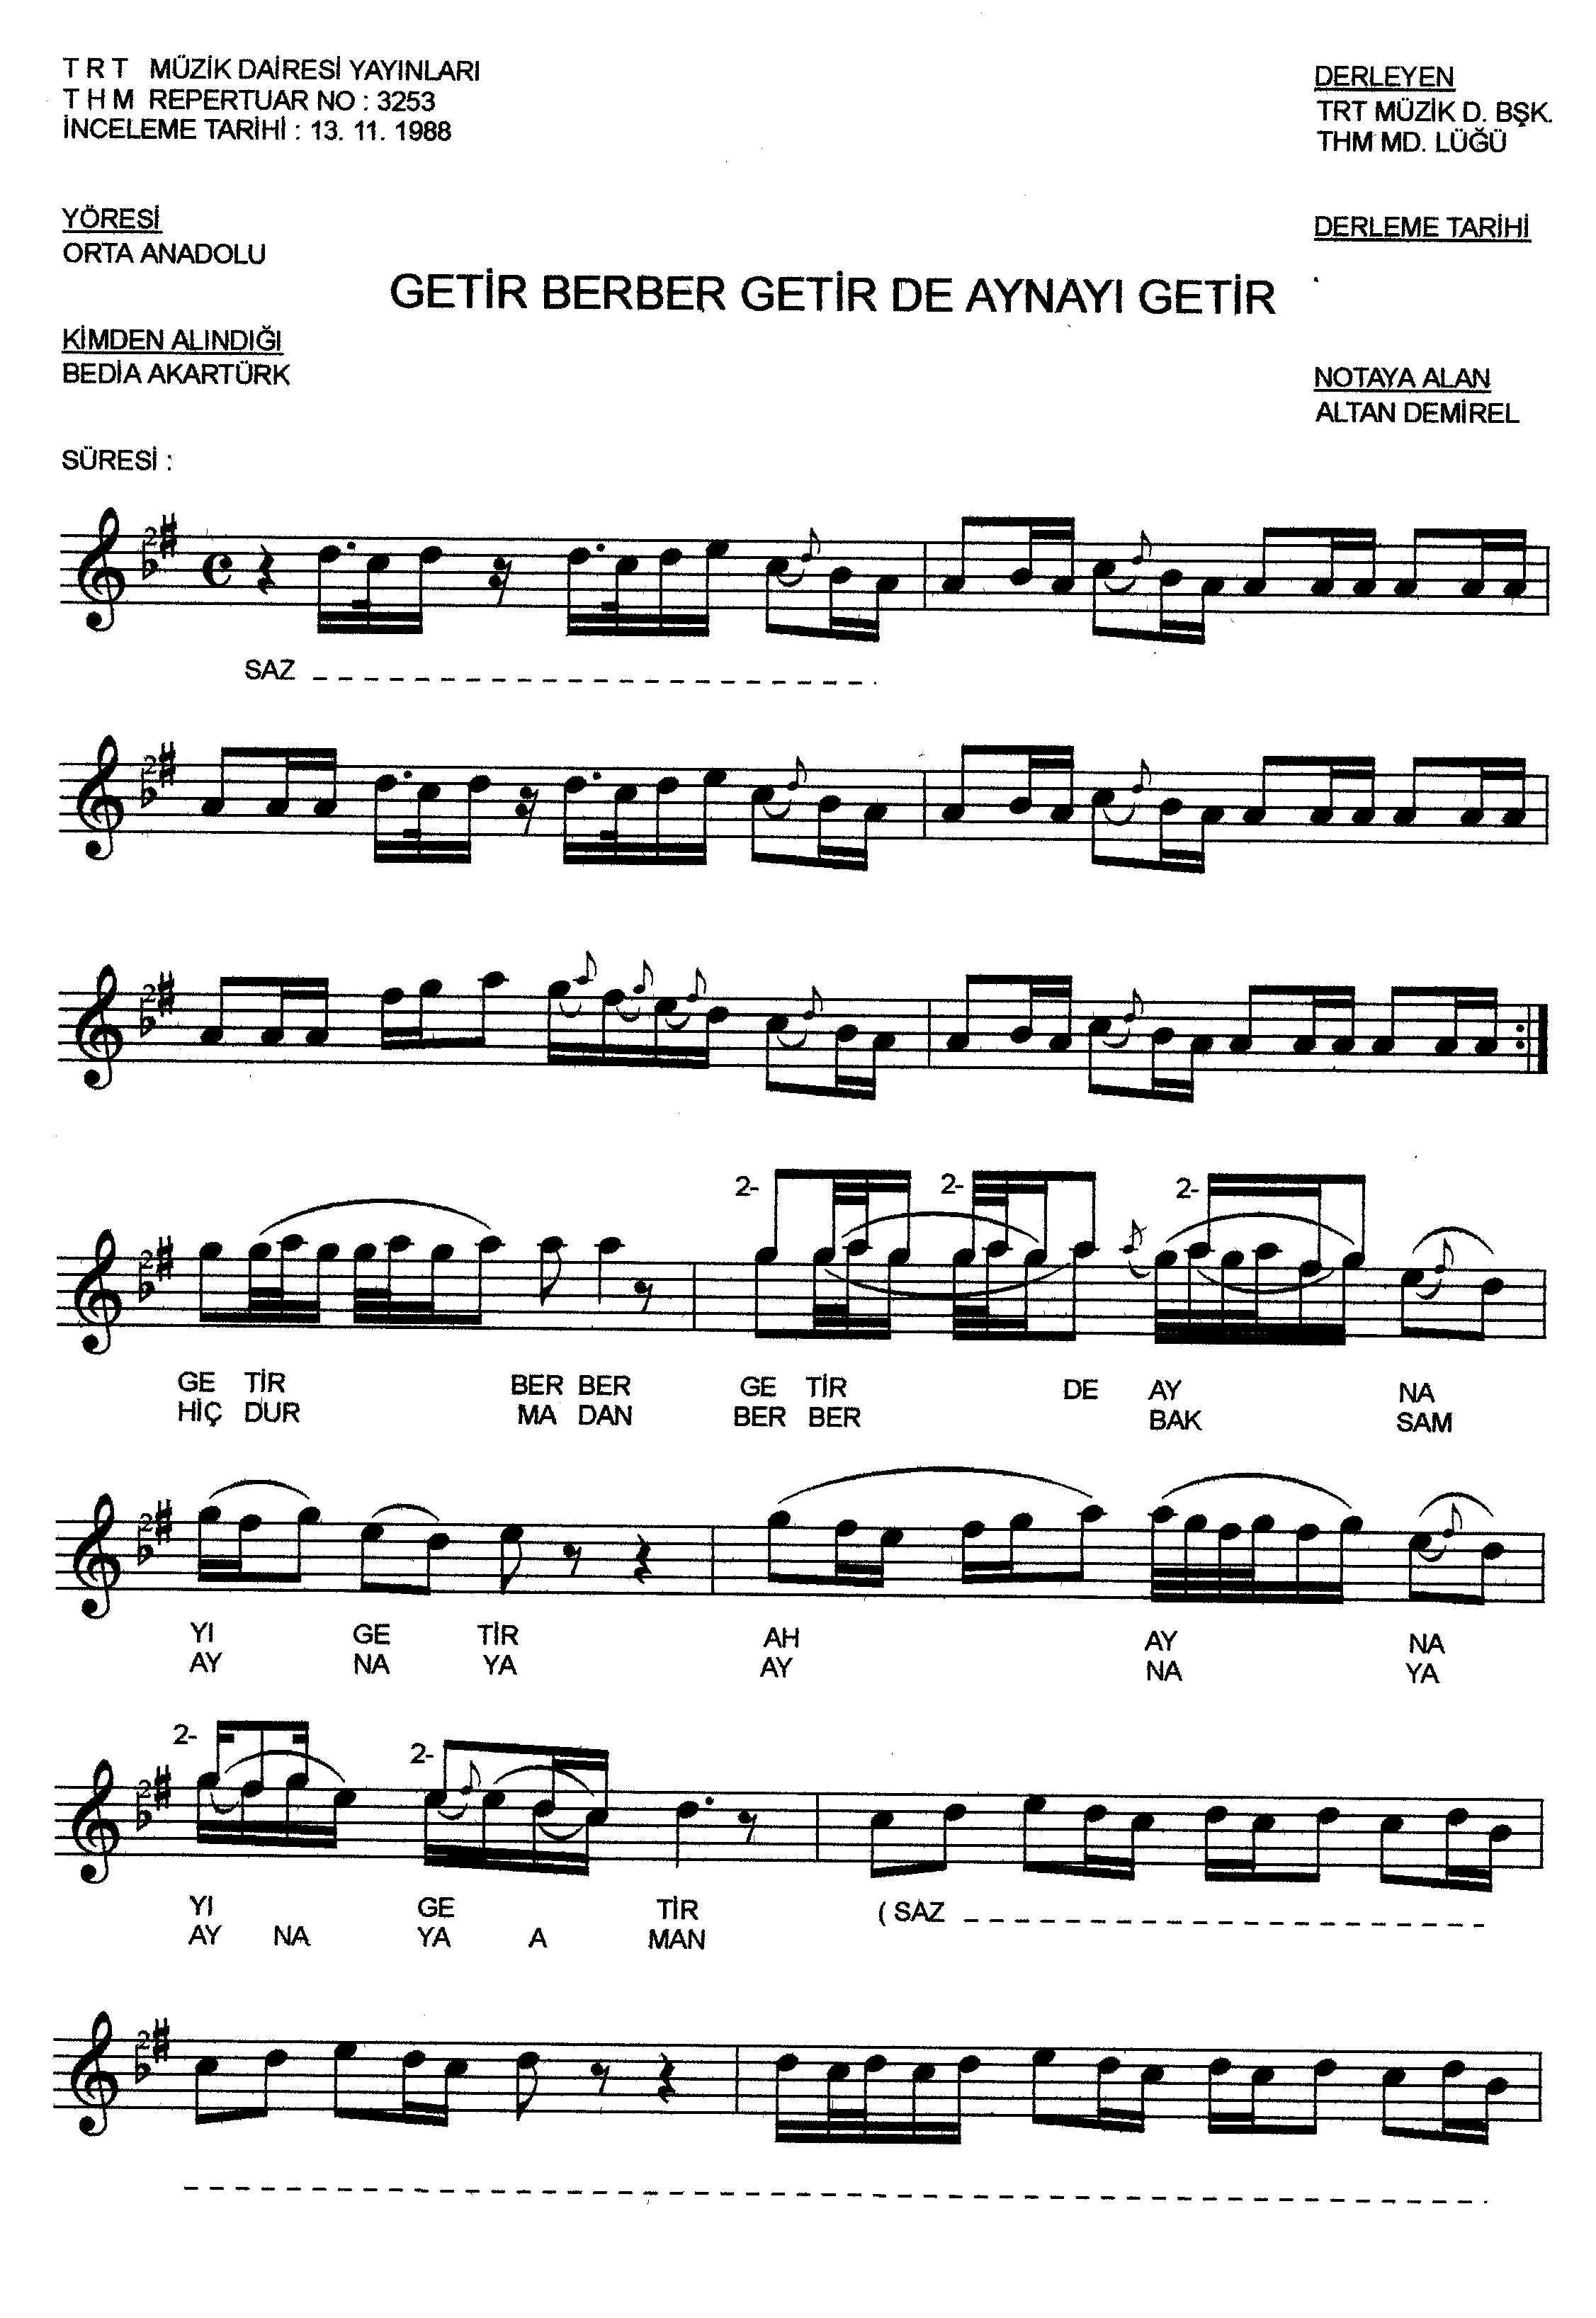 T R T MÜZİK DAİRESİ YAYINLARI
T H M REPERTUAR NO : 3253
İNCELEME TARİHİ : 13. 11. 1988
DERLEYEN
TRT MÜZİK D. BŞK.
THM MD. LÜĞÜ
YÖRESİ
ORTA ANADOLU
DERLEME TARİHİ
GETİR BERBER GETİR DE AYNAYI GETİR
KİMDEN ALINDIĞI
BEDİA AKARTÜRK
NOTAYA ALAN
ALTAN DEMİREL
SÜRESİ :
SAZ
2- 2- 2-
GE TİR BER BER GE TİR DE AY NA
HİÇ DUR MA DAN BER BER BAK SAM
YI GE TİR AH AY NA
AY NA YA AY NA YA
2- 2-
YI GE TİR ( SAZ
AY NA YA A MAN